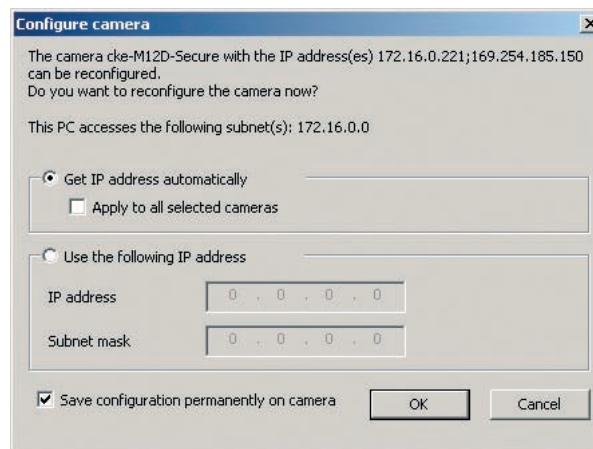 Configure camera
The camera cke-M12D-Secure with the IP address(es) 172.16.0.221;169.254.185.150
can be reconfigured.
Do you want to reconfigure the camera now?
This PC accesses the following subnet(s): 172.16.0.0
Get IP address automatically
Apply to all selected cameras
Use the following IP address
IP address 0 . 0 . 0 . 0
Subnet mask 0 . 0 . 0 . 0
Save configuration permanently on camera OK Cancel